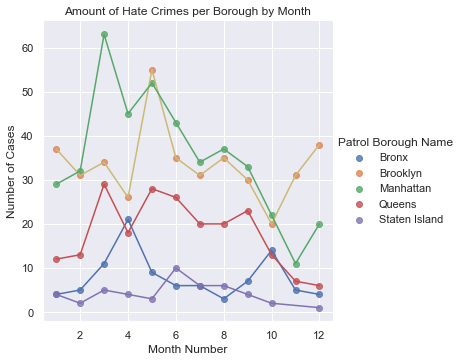 Amount of Hate Crimes per Borough by Month
Number of Cases
60
50
40
30
20
10
0
2 4 6 8 10 12
Month Number
Patrol Borough Name
Bronx
Brooklyn
Manhattan
Queens
Staten Island